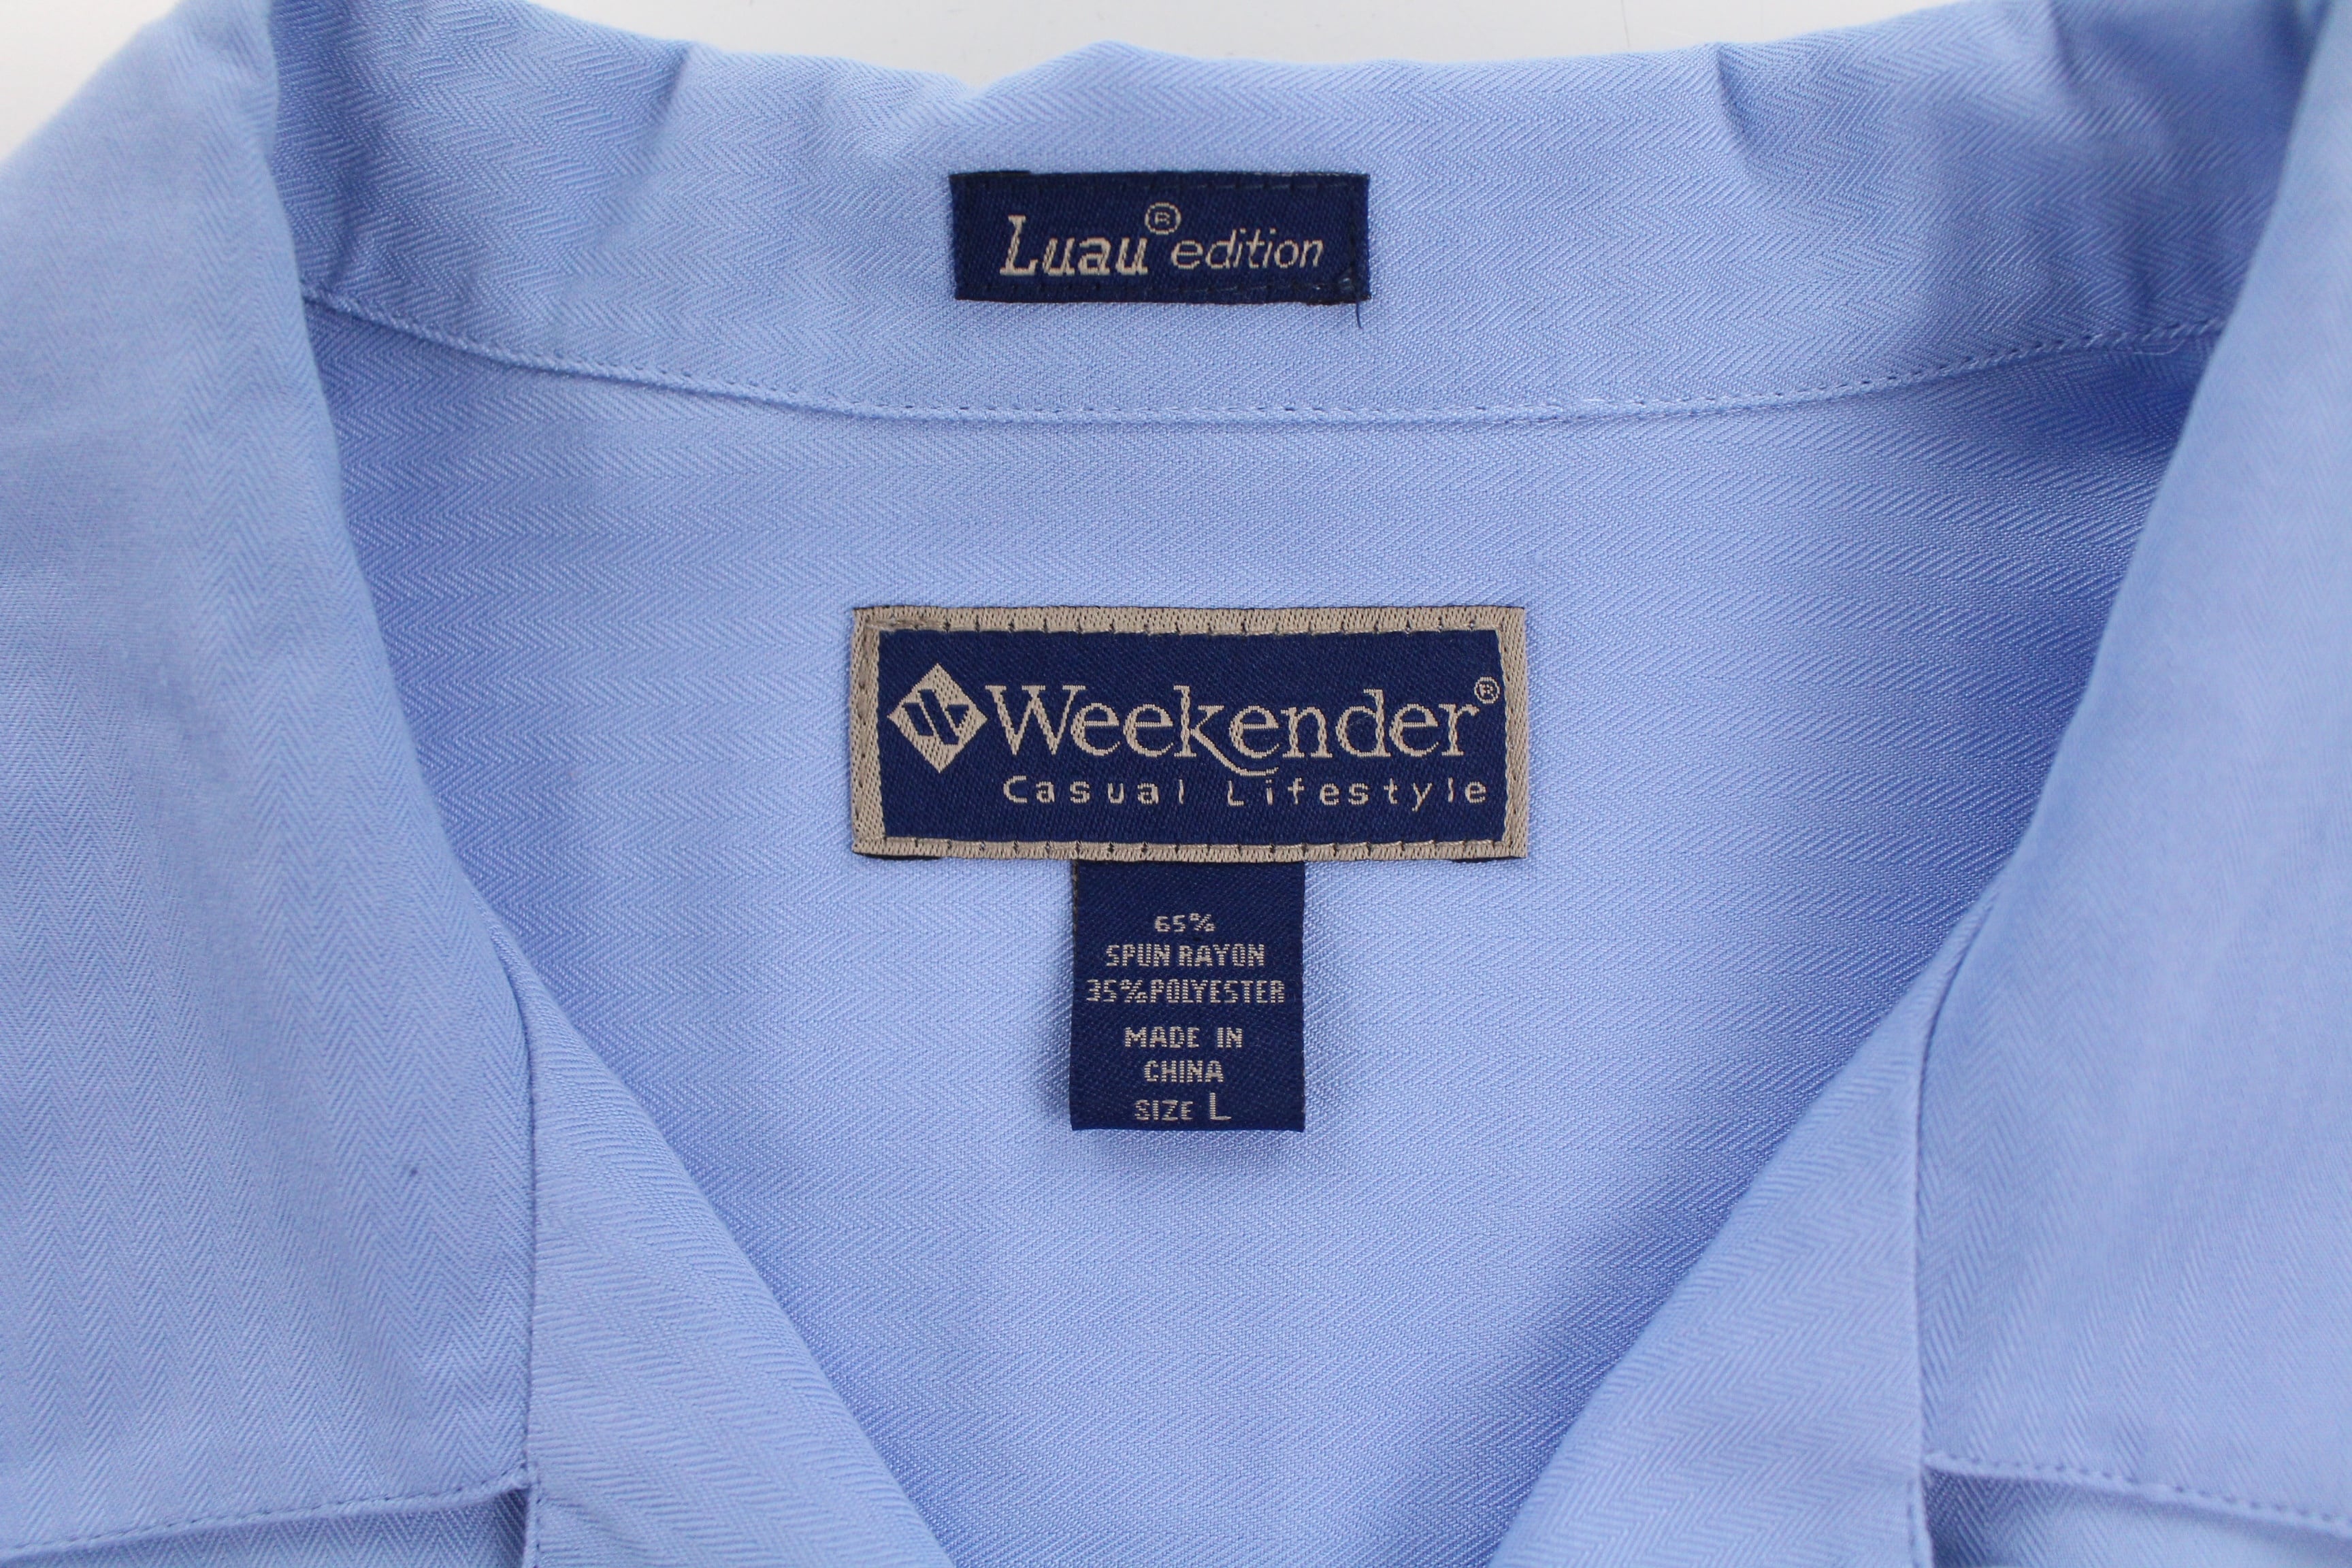 Luau® edition
Weekender®
Casual Lifestyle
65%
SPUN RAYON
35%POLYESTER
MADE IN
CHINA
SIZE L